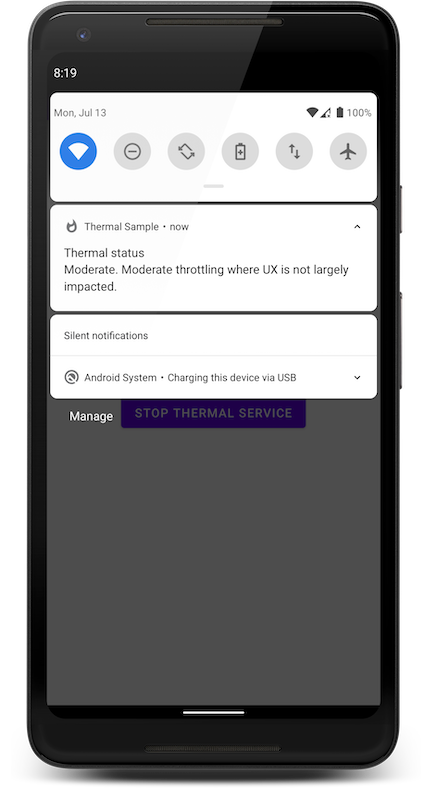 8:19
Mon, Jul 13
100%
Thermal Sample • now
Thermal status
Moderate. Moderate throttling where UX is not largely
impacted.
Silent notifications
Android System • Charging this device via USB
Manage
STOP THERMAL SERVICE